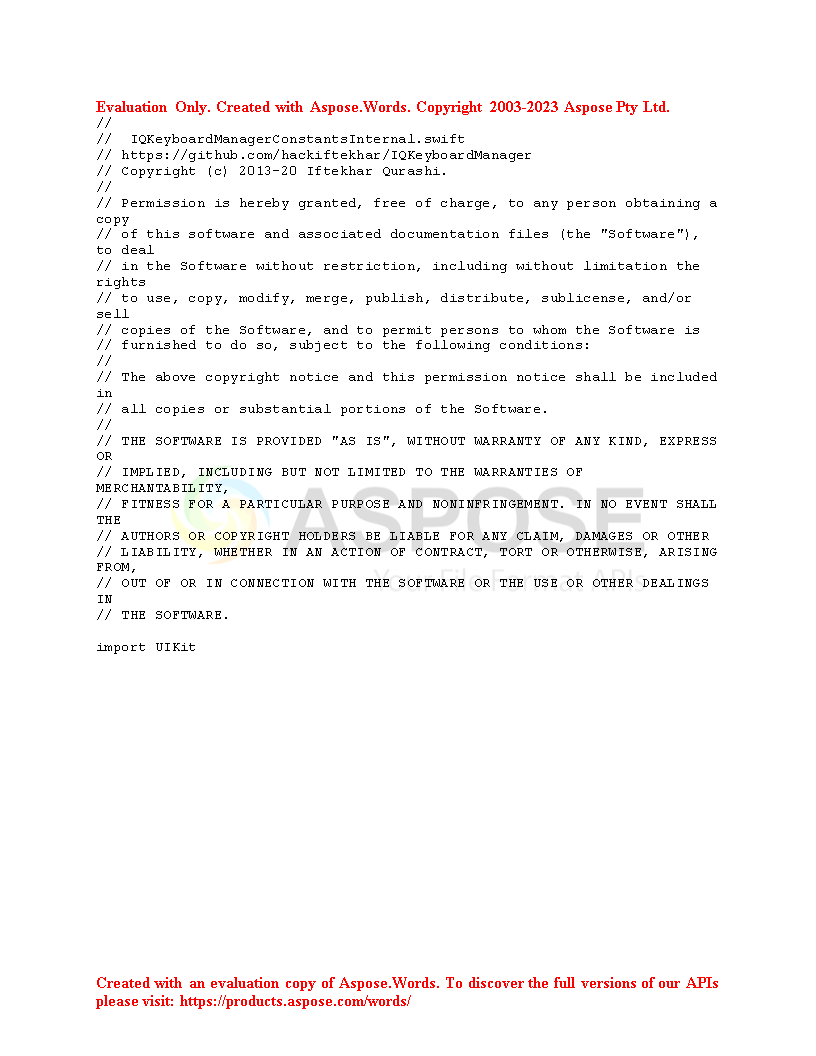 Evaluation Only. Created with Aspose.Words. Copyright 2003-2023 Aspose Pty Ltd.
//
//  IQKeyboardManagerConstantsInternal.swift
// https://github.com/hackiftekhar/IQKeyboardManager
// Copyright (c) 2013-20 Iftekhar Qurashi.
//
// Permission is hereby granted, free of charge, to any person obtaining a
copy
// of this software and associated documentation files (the "Software"),
to deal
// in the Software without restriction, including without limitation the
rights
// to use, copy, modify, merge, publish, distribute, sublicense, and/or
sell
// copies of the Software, and to permit persons to whom the Software is
// furnished to do so, subject to the following conditions:
//
// The above copyright notice and this permission notice shall be included
in
// all copies or substantial portions of the Software.
//
// THE SOFTWARE IS PROVIDED "AS IS", WITHOUT WARRANTY OF ANY KIND, EXPRESS
OR
// IMPLIED, INCLUDING BUT NOT LIMITED TO THE WARRANTIES OF
MERCHANTABILITY,
// FITNESS FOR A PARTICULAR PURPOSE AND NONINFRINGEMENT. IN NO EVENT SHALL
THE
// AUTHORS OR COPYRIGHT HOLDERS BE LIABLE FOR ANY CLAIM, DAMAGES OR OTHER
// LIABILITY, WHETHER IN AN ACTION OF CONTRACT, TORT OR OTHERWISE, ARISING
FROM,
// OUT OF OR IN CONNECTION WITH THE SOFTWARE OR THE USE OR OTHER DEALINGS
IN
// THE SOFTWARE.
ASPOSE
Your File Format APIs
import UIKit
Created with an evaluation copy of Aspose.Words. To discover the full versions of our APIs
please visit: https://products.aspose.com/words/